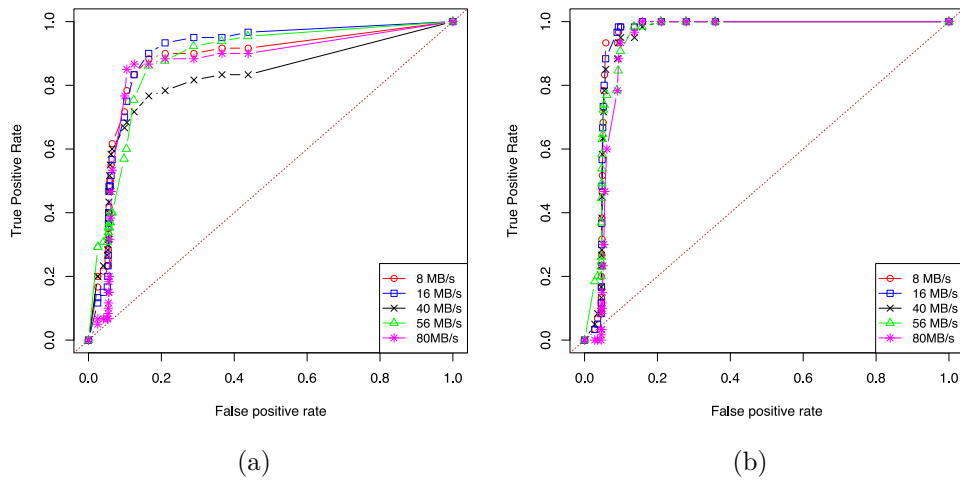 True Positive Rate
0.0
0.2
0.4
0.6
0.8
1.0
0.0
0.2
0.4
0.6
0.8
1.0
False positive rate
8 MB/s
16 MB/s
40 MB/s
56 MB/s
80MB/s
(a)
True Positive Rate
0.0
0.2
0.4
0.6
0.8
1.0
0.0
0.2
0.4
0.6
0.8
1.0
False positive rate
8 MB/s
16 MB/s
40 MB/s
56 MB/s
80MB/s
(b)